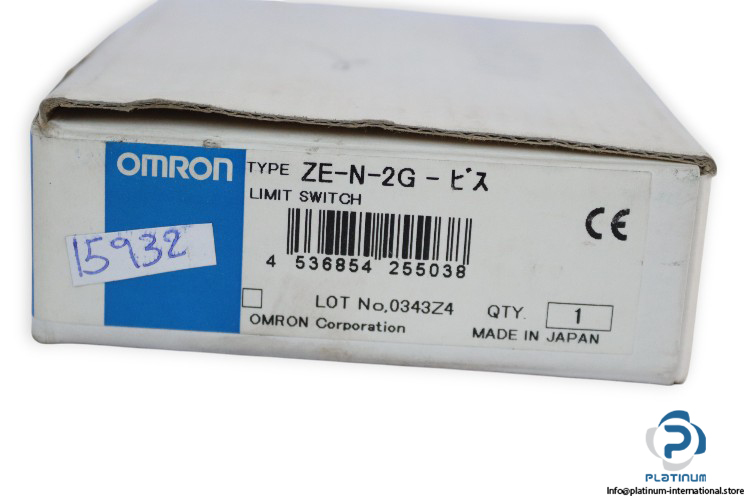 OMRON
TYPE ZE-N-2G-ビス
LIMIT SWITCH
CE
15932
4 536854 255038
LOT No,0343Z4
QTY. 1
OMRON Corporation
MADE IN JAPAN
PLATINUM
Info@platinum-international.store